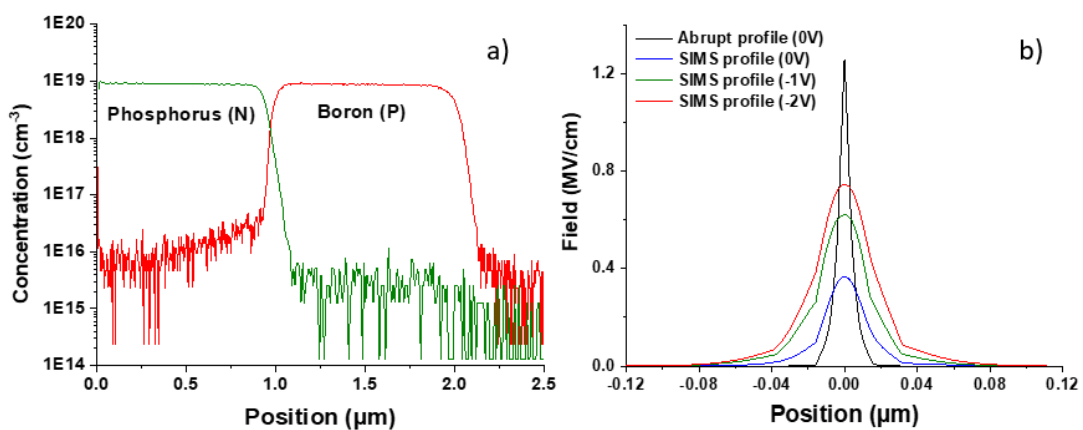 a)
1E20
1E19
1E18
1E17
1E16
1E15
1E14
Concentration (cm-3)
Phosphorus (N)
Boron (P)
0.0
0.5
1.0
1.5
2.0
2.5
Position (µm)
b)
Abrupt profile (0V)
SIMS profile (0V)
SIMS profile (-1V)
SIMS profile (-2V)
1.2
0.8
0.4
0.0
Field (MV/cm)
-0.12
-0.08
-0.04
0.00
0.04
0.08
0.12
Position (µm)